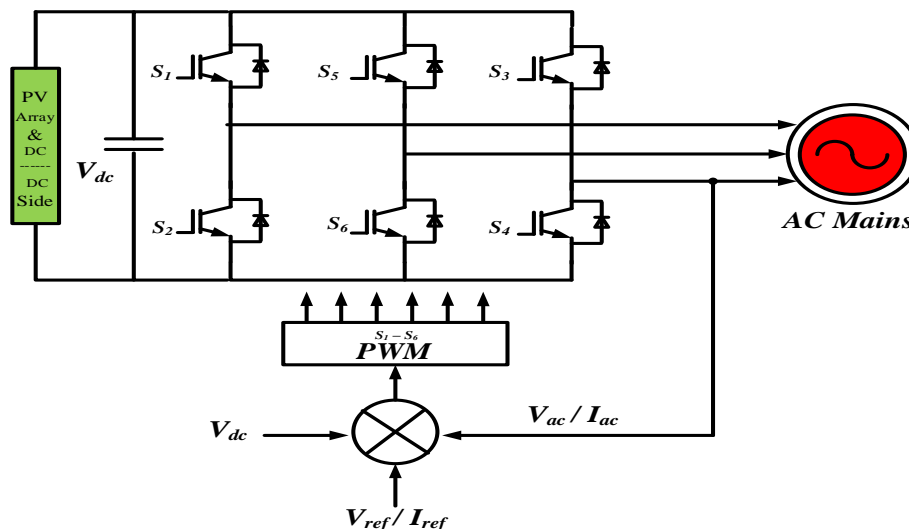 S1
S5
S3
PV
Array
&
DC
------
DC
Side
Vdc
S2
S6
S4
AC Mains
S1 – S6
PWM
Vac / Iac
Vdc
Vref / Iref